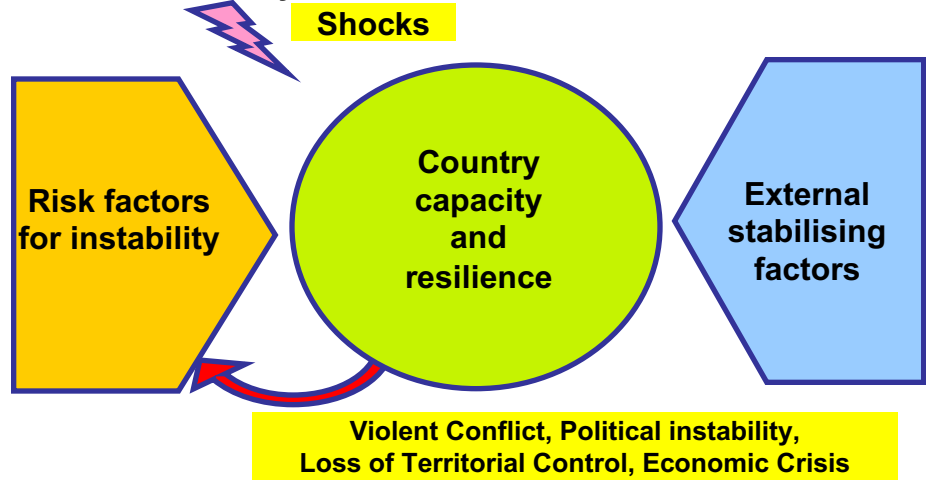 Shocks
Risk factors
for instability
Country
capacity
and
resilience
External
stabilising
factors
Violent Conflict, Political instability,
Loss of Territorial Control, Economic Crisis